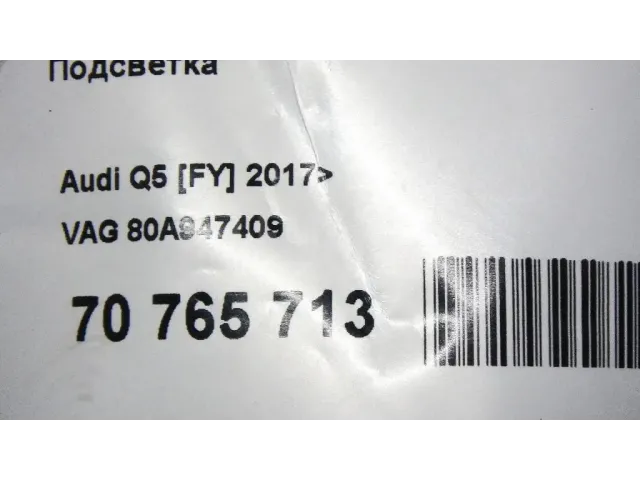 Подсветка
Audi Q5 [FY] 2017>
VAG 80A947409
70 765 713